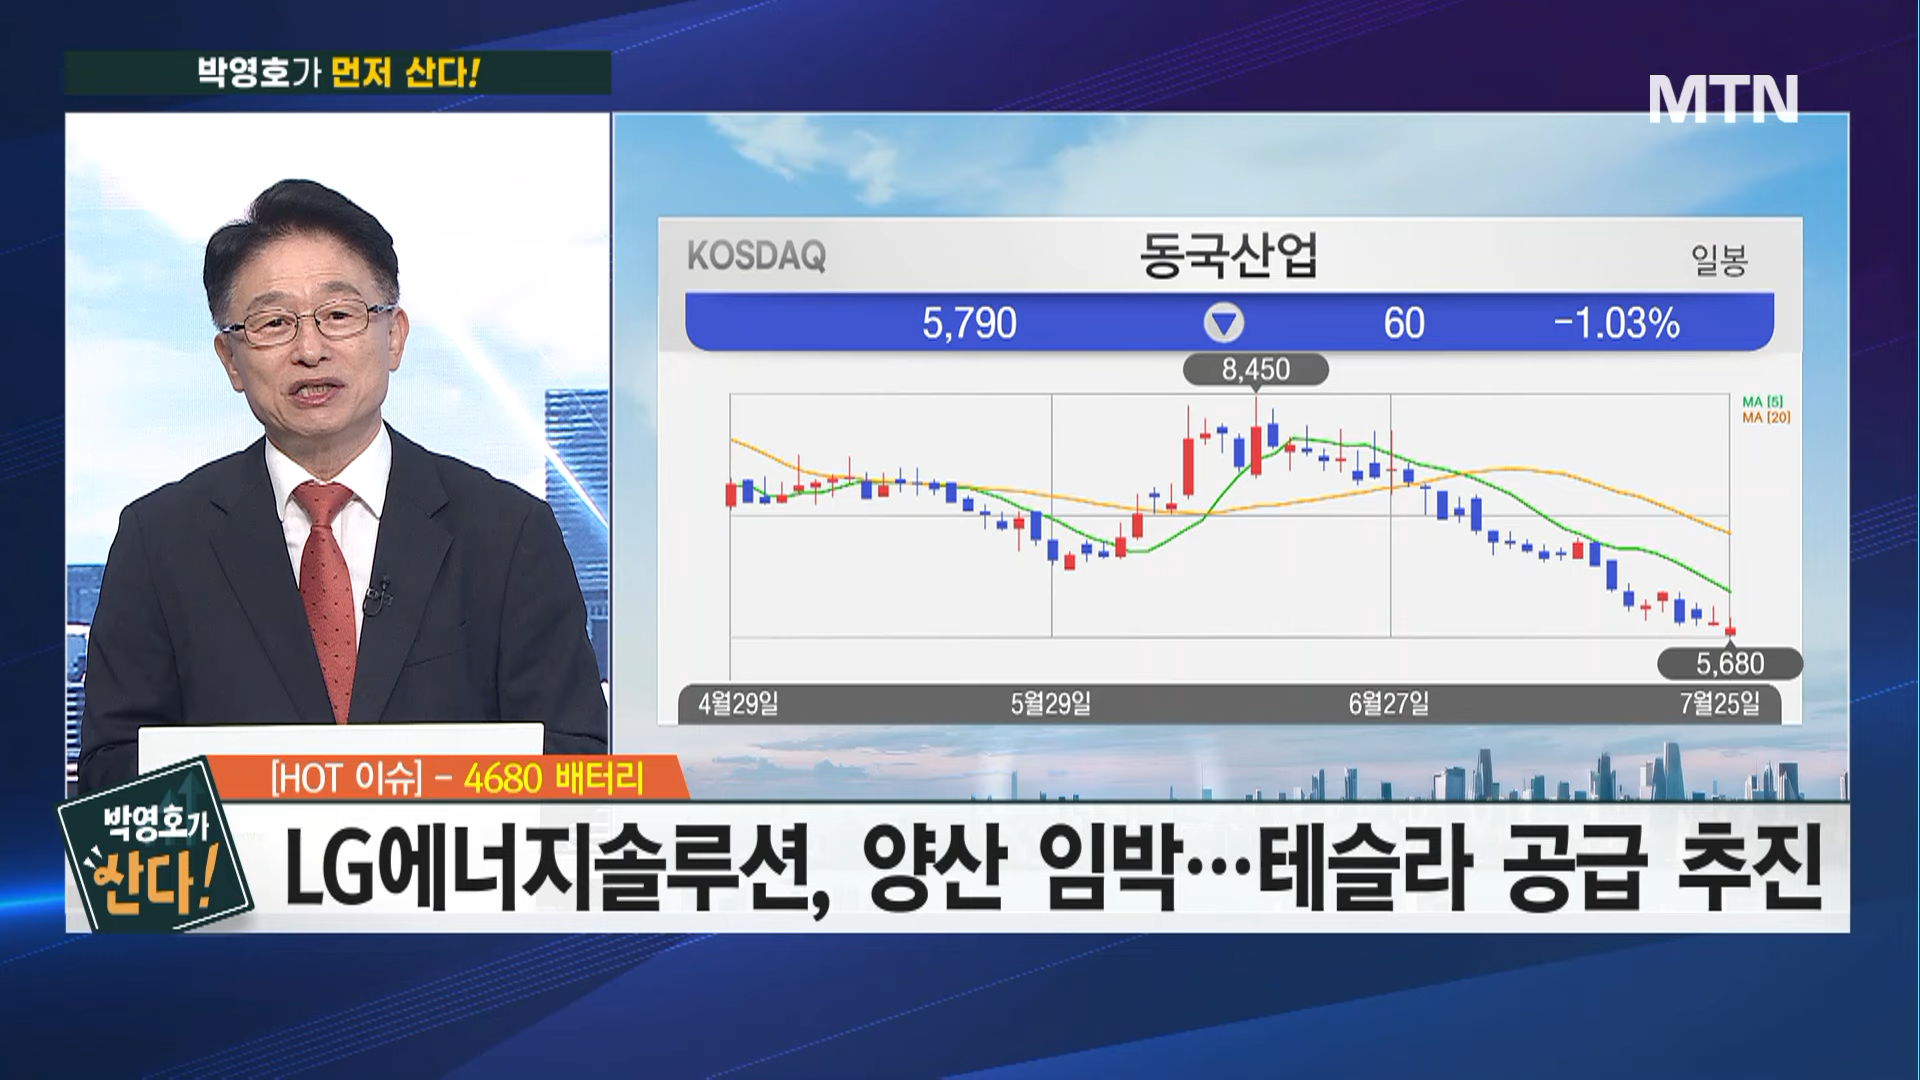 박영호가 먼저 산다!
MTN
KOSDAQ 동국산업 일봉
5,790 ▼ 60 -1.03%
8,450
MA [5]
MA [20]
5,680
4월29일 5월29일 6월27일 7월25일
[HOT 이슈] - 4680 배터리
박영호가
산다!
LG에너지솔루션, 양산 임박…테슬라 공급 추진